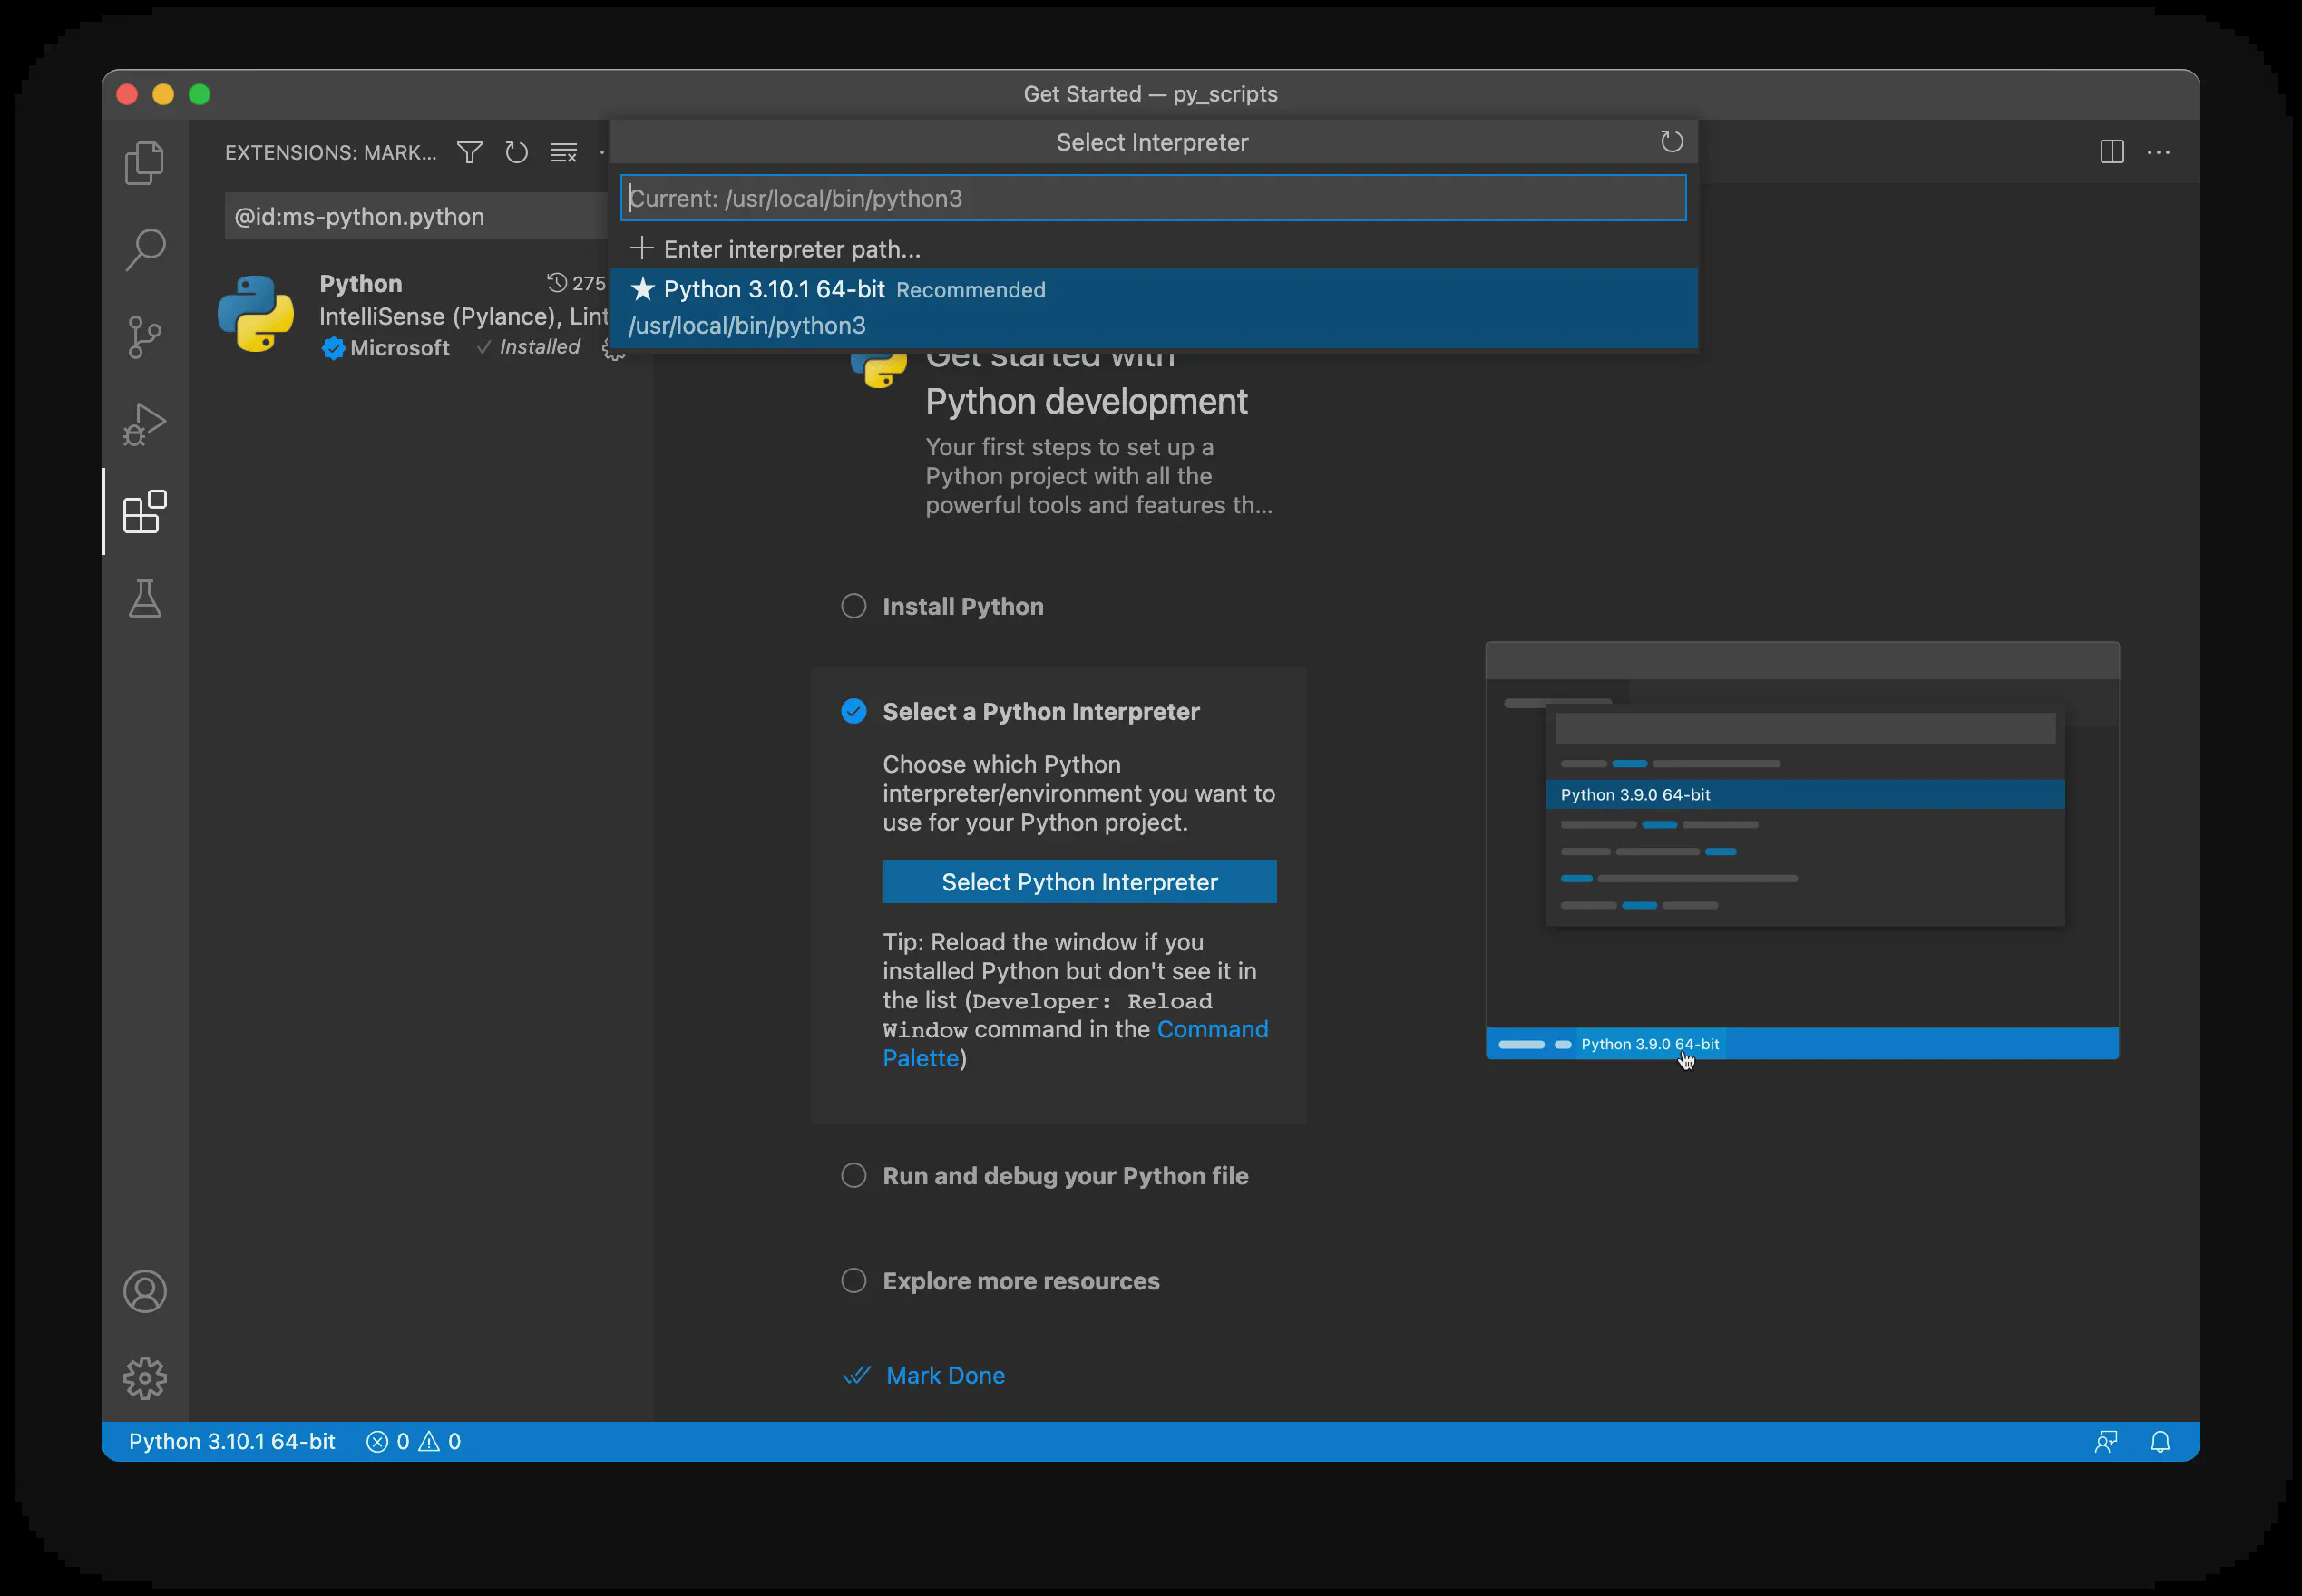 Get Started — py_scripts
EXTENSIONS: MARK...
@id:ms-python.python
Python
275
IntelliSense (Pylance), Lint
Microsoft
Installed
Select Interpreter
Current: /usr/local/bin/python3
Enter interpreter path...
Python 3.10.1 64-bit Recommended
/usr/local/bin/python3
Get started with
Python development
Your first steps to set up a
Python project with all the
powerful tools and features th...
Install Python
Select a Python Interpreter
Choose which Python
interpreter/environment you want to
use for your Python project.
Select Python Interpreter
Tip: Reload the window if you
installed Python but don't see it in
the list (Developer: Reload
Window command in the Command
Palette)
Run and debug your Python file
Explore more resources
Mark Done
Python 3.9.0 64-bit
Python 3.9.0 64-bit
Python 3.10.1 64-bit 0 0